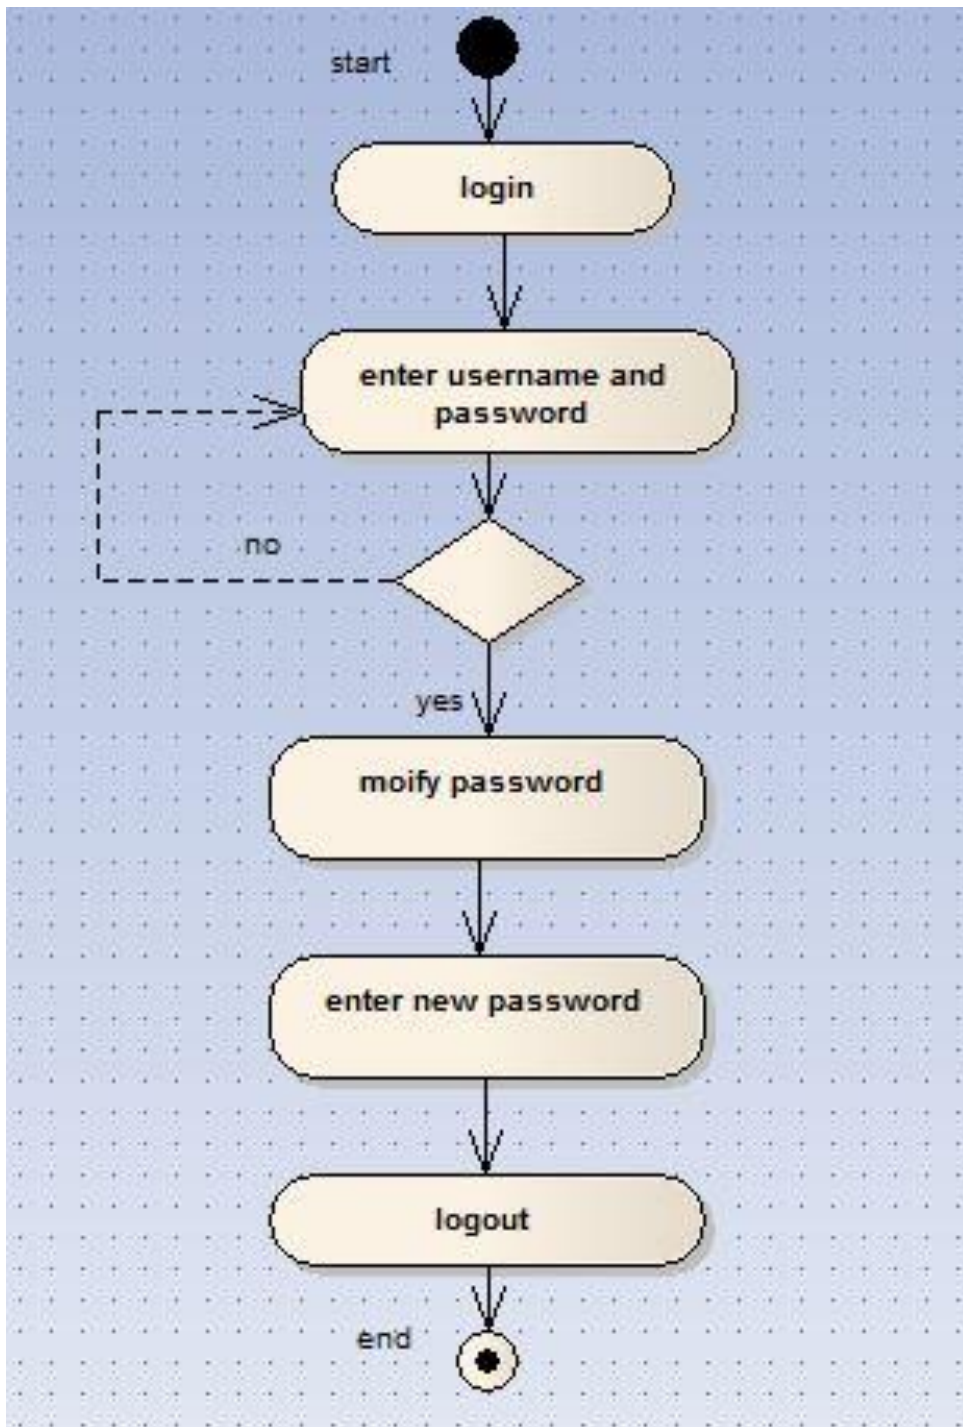 start
login
enter username and
password
no
yes
moify password
enter new password
logout
end